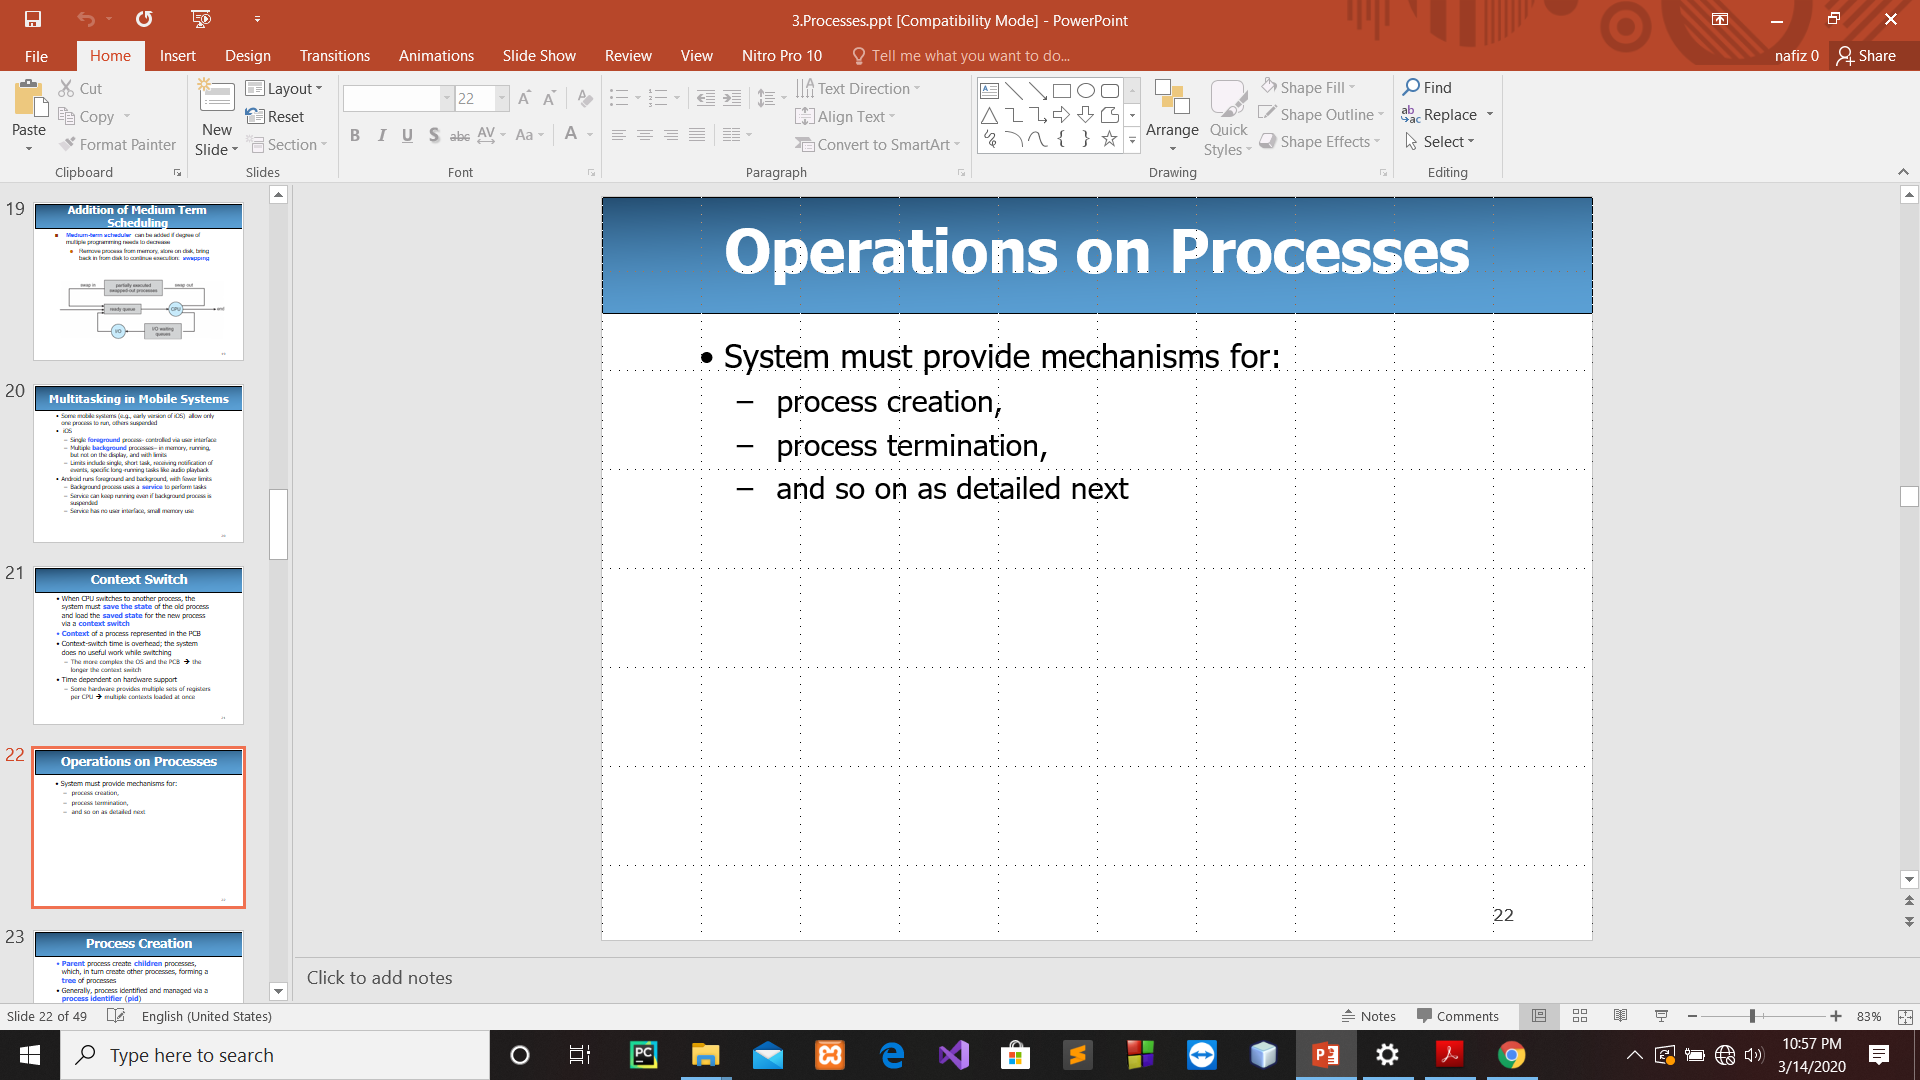 3.Processes.ppt [Compatibility Mode] - PowerPoint
File Home Insert Design Transitions Animations Slide Show Review View Nitro Pro 10 Tell me what you want to do... nafiz 0 Share
Paste
Cut
Copy
Format Painter
Clipboard
New Slide
Layout
Reset
Section
Slides
22
Font
Text Direction
Align Text
Convert to SmartArt
Paragraph
Arrange
Quick Styles
Shape Fill
Shape Outline
Shape Effects
Drawing
Find
Replace
Select
Editing
19
Addition of Medium Term
Scheduling
Medium-term scheduler can be added if degree of
multiple programming needs to decrease
Remove process from memory, store on disk, bring
back in from disk to continue execution: swapping
swap in
partially executed
swapped-out processes
swap out
ready queue
CPU
end
I/O
I/O waiting
queues
20
Multitasking in Mobile Systems
• Some mobile systems (e.g., early version of iOS) allow only
one process to run, others suspended
• iOS
– Single foreground process- controlled via user interface
– Multiple background processes– in memory, running,
but not on the display, and with limits
– Limits include single, short task, receiving notification of
events, specific long-running tasks like audio playback
• Android runs foreground and background, with fewer limits
– Background process uses a service to perform tasks
– Service can keep running even if background process is
suspended
– Service has no user interface, small memory use
21
Context Switch
• When CPU switches to another process, the
system must save the state of the old process
and load the saved state for the new process
via a context switch
• Context of a process represented in the PCB
• Context-switch time is overhead; the system
does no useful work while switching
– The more complex the OS and the PCB → the
longer the context switch
• Time dependent on hardware support
– Some hardware provides multiple sets of registers
per CPU → multiple contexts loaded at once
22
Operations on Processes
• System must provide mechanisms for:
– process creation,
– process termination,
– and so on as detailed next
23
Process Creation
• Parent process create children processes,
which, in turn create other processes, forming a
tree of processes
• Generally, process identified and managed via a
process identifier (pid)
Operations on Processes
• System must provide mechanisms for:
– process creation,
– process termination,
– and so on as detailed next
22
Click to add notes
Slide 22 of 49 English (United States) Notes Comments 83%
Type here to search
10:57 PM
3/14/2020